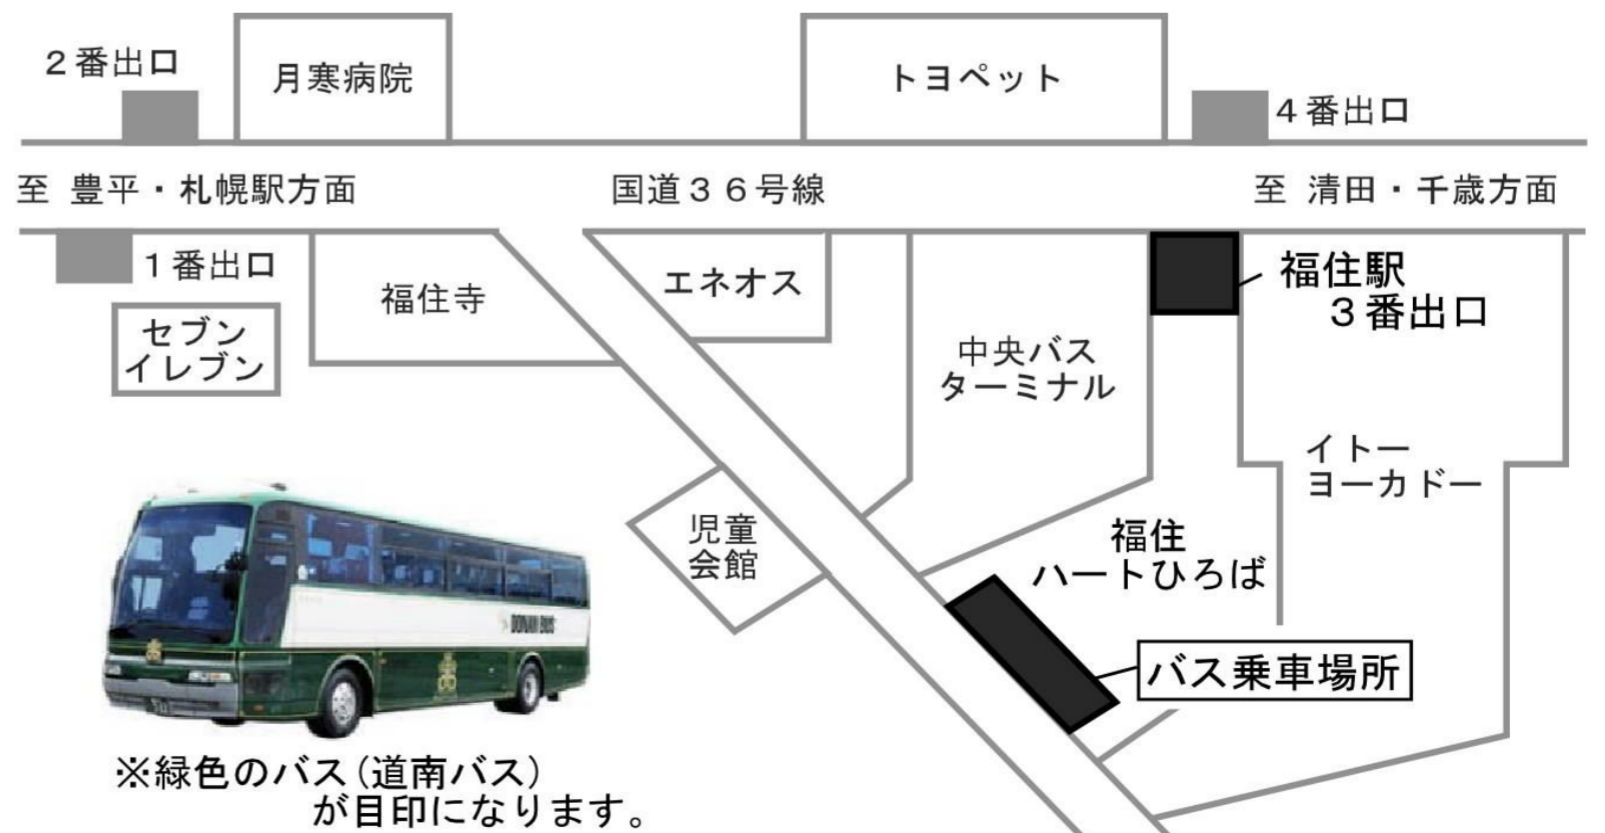 ２番出口
月寒病院
トヨペット
４番出口
至 豊平・札幌駅方面
国道３６号線
至 清田・千歳方面
１番出口
福住寺
エネオス
福住駅
３番出口
セブン
イレブン
中央バス
ターミナル
イトー
ヨーカドー
児童
会館
福住
ハートひろば
DONAN BUS
バス乗車場所
※緑色のバス（道南バス）
が目印になります。